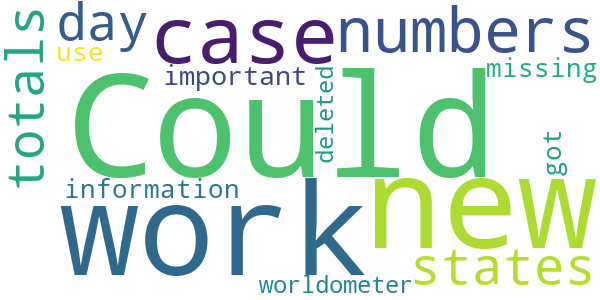 totals
day
case
numbers
use
important
missing
Could
deleted
got
information
work
new
states
worldometer